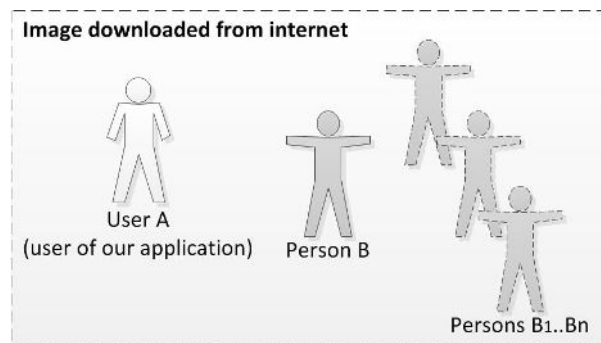 Image downloaded from internet
User A
(user of our application)
Person B
Persons B1..Bn